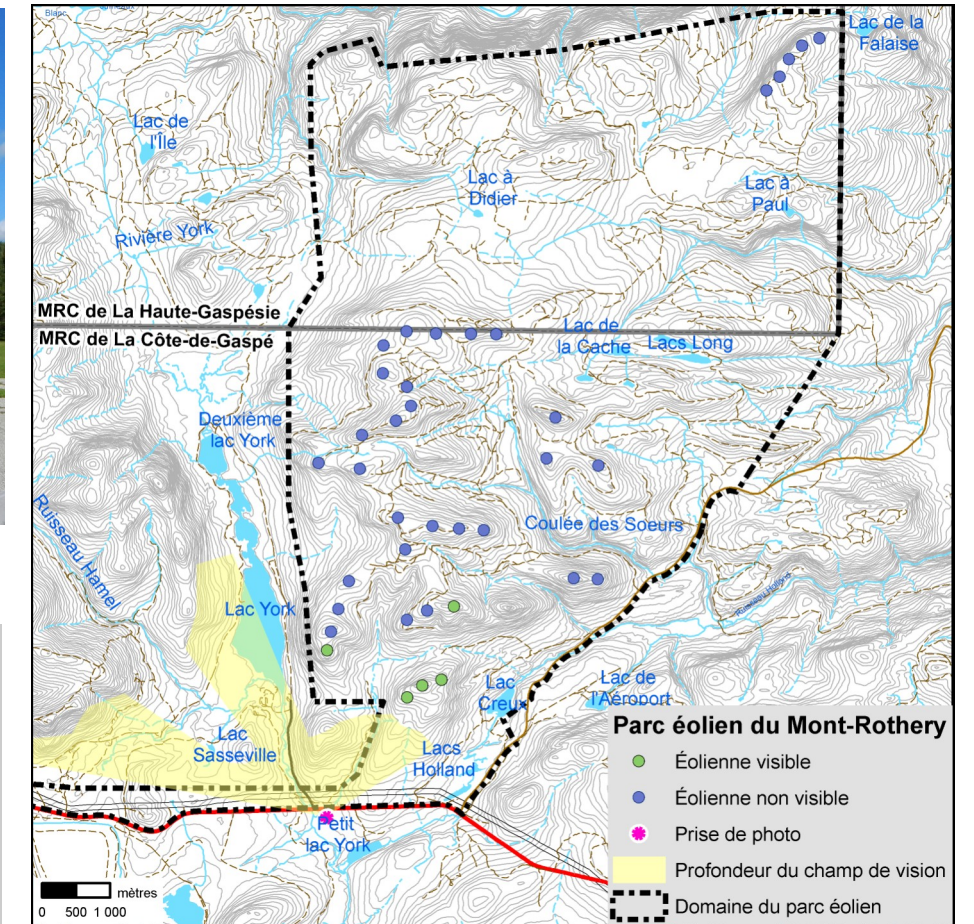 Blanc
Lac de la
Falaise
Lac de
l'Île
Lac à
Didier
Lac à
Paul
Rivière York
MRC de La Haute-Gaspésie
MRC de La Côte-de-Gaspé
Lac de
la Cache
Lacs Long
Deuxième
lac York
Coulée des Soeurs
Ruisseau Hamel
Ruisseau Holland
Lac York
Lac
Creux
Lac de
l'Aéroport
Lac
Sasseville
Lacs
Holland
Petit
lac York
Parc éolien du Mont-Rothery
Éolienne visible
Éolienne non visible
Prise de photo
Profondeur du champ de vision
Domaine du parc éolien
mètres
0 500 1 000